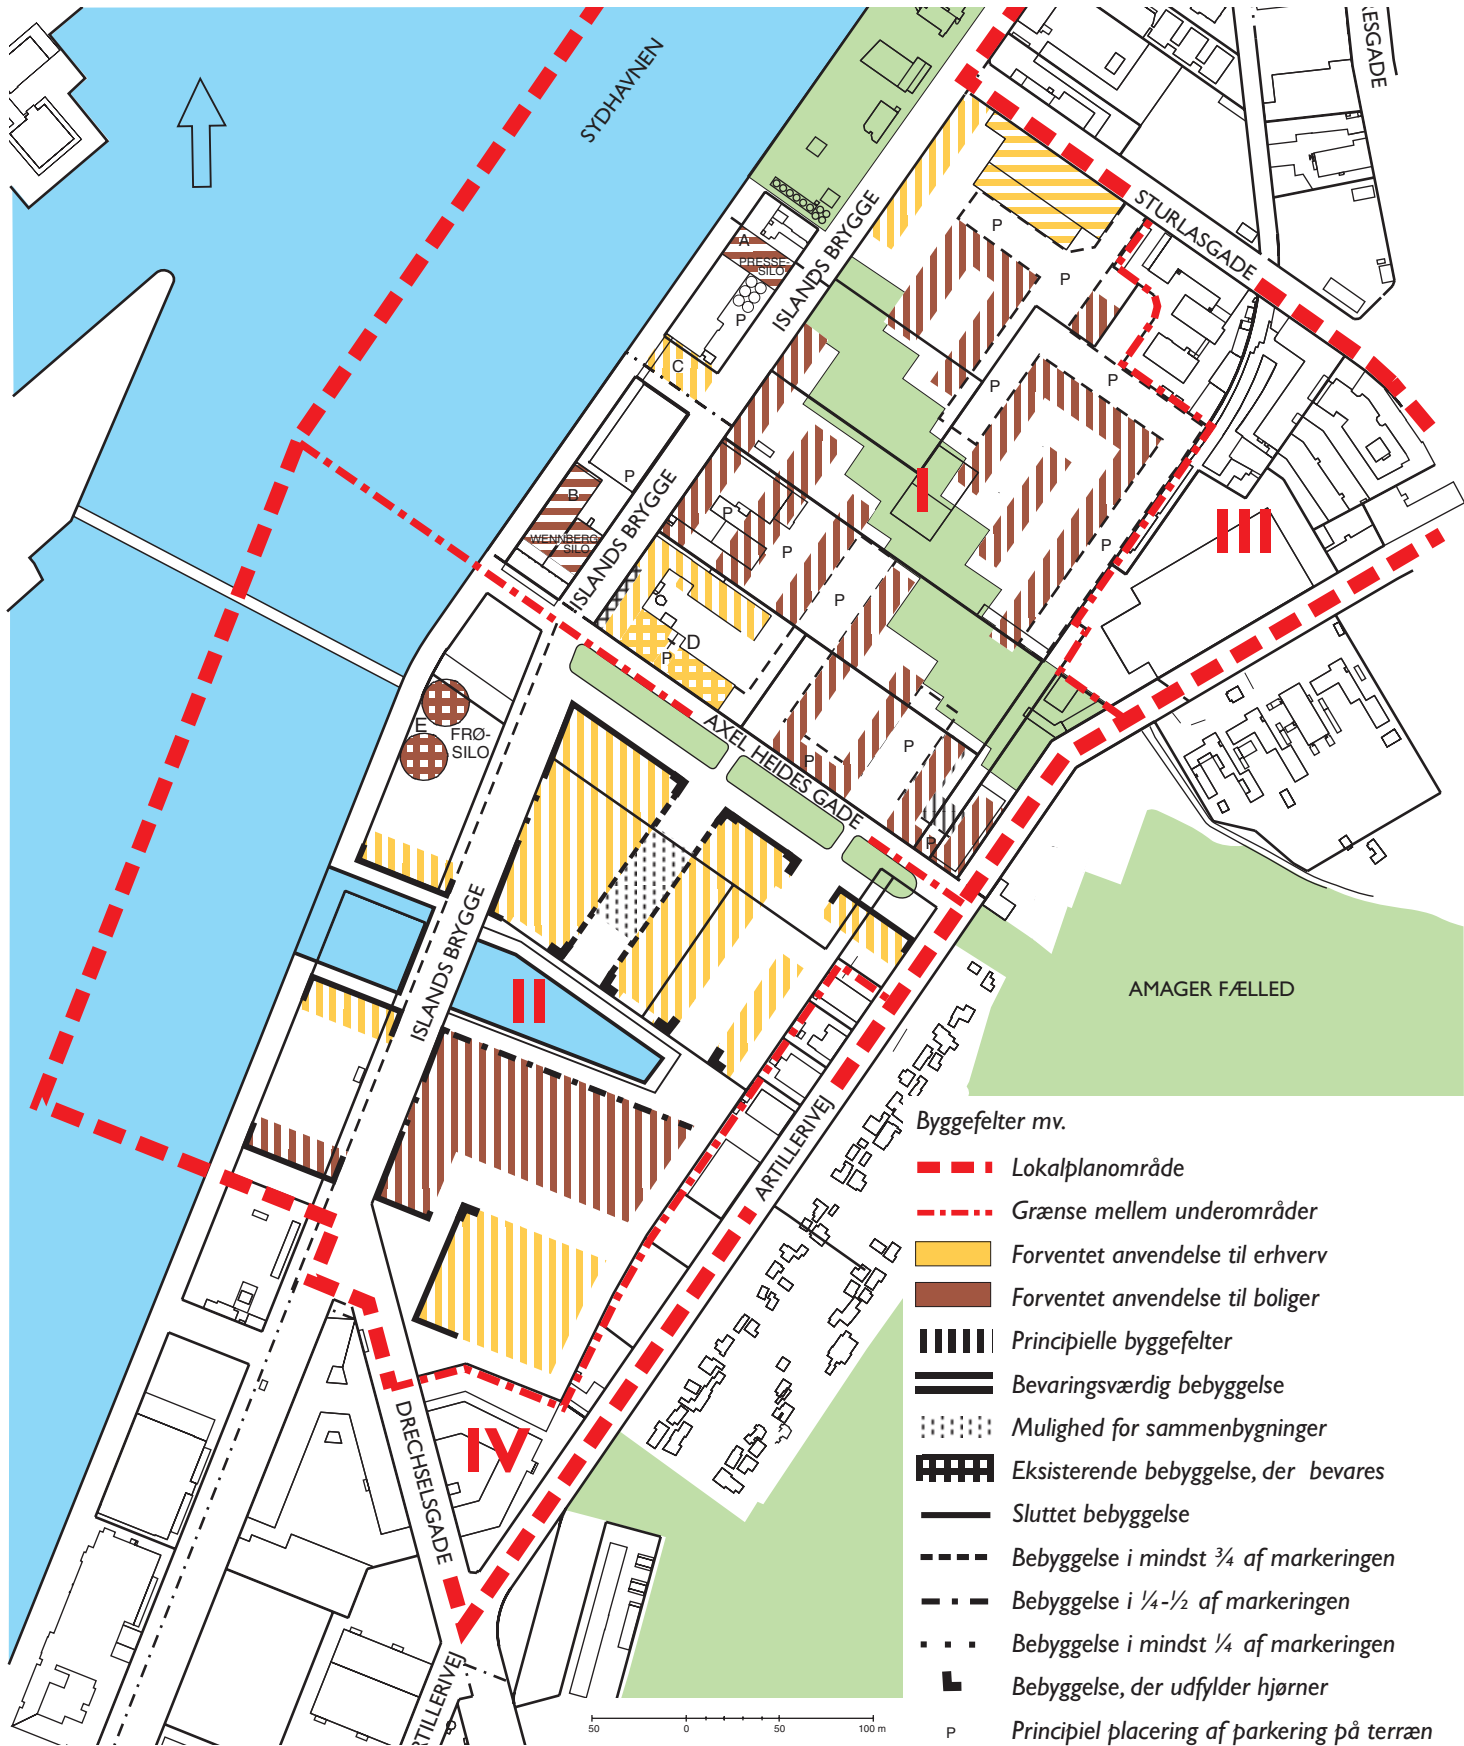 RESGADE
SYDHAVNEN
STURLASGADE
ISLANDS BRYGGE
P
P
A
PRESSE-
SILO
P
C
P
P
ISLANDS BRYGGE
P
B
WENNBERG
SILO
I
III
P
P
P
P
D
P
E
FRØ-
SILO
AXEL HEIDES GADE
P
P
P
ISLANDS BRYGGE
II
AMAGER FÆLLED
ARTILLERIVEJ
DRECHSELSGADE
IV
ARTILLERIVEJ
50 0 50 100 m
Byggefelter mv.
Lokalplanområde
Grænse mellem underområder
Forventet anvendelse til erhverv
Forventet anvendelse til boliger
Principielle byggefelter
Bevaringsværdig bebyggelse
Mulighed for sammenbygninger
Eksisterende bebyggelse, der bevares
Sluttet bebyggelse
Bebyggelse i mindst ¾ af markeringen
Bebyggelse i ¼-½ af markeringen
Bebyggelse i mindst ¼ af markeringen
Bebyggelse, der udfylder hjørner
P Principiel placering af parkering på terræn